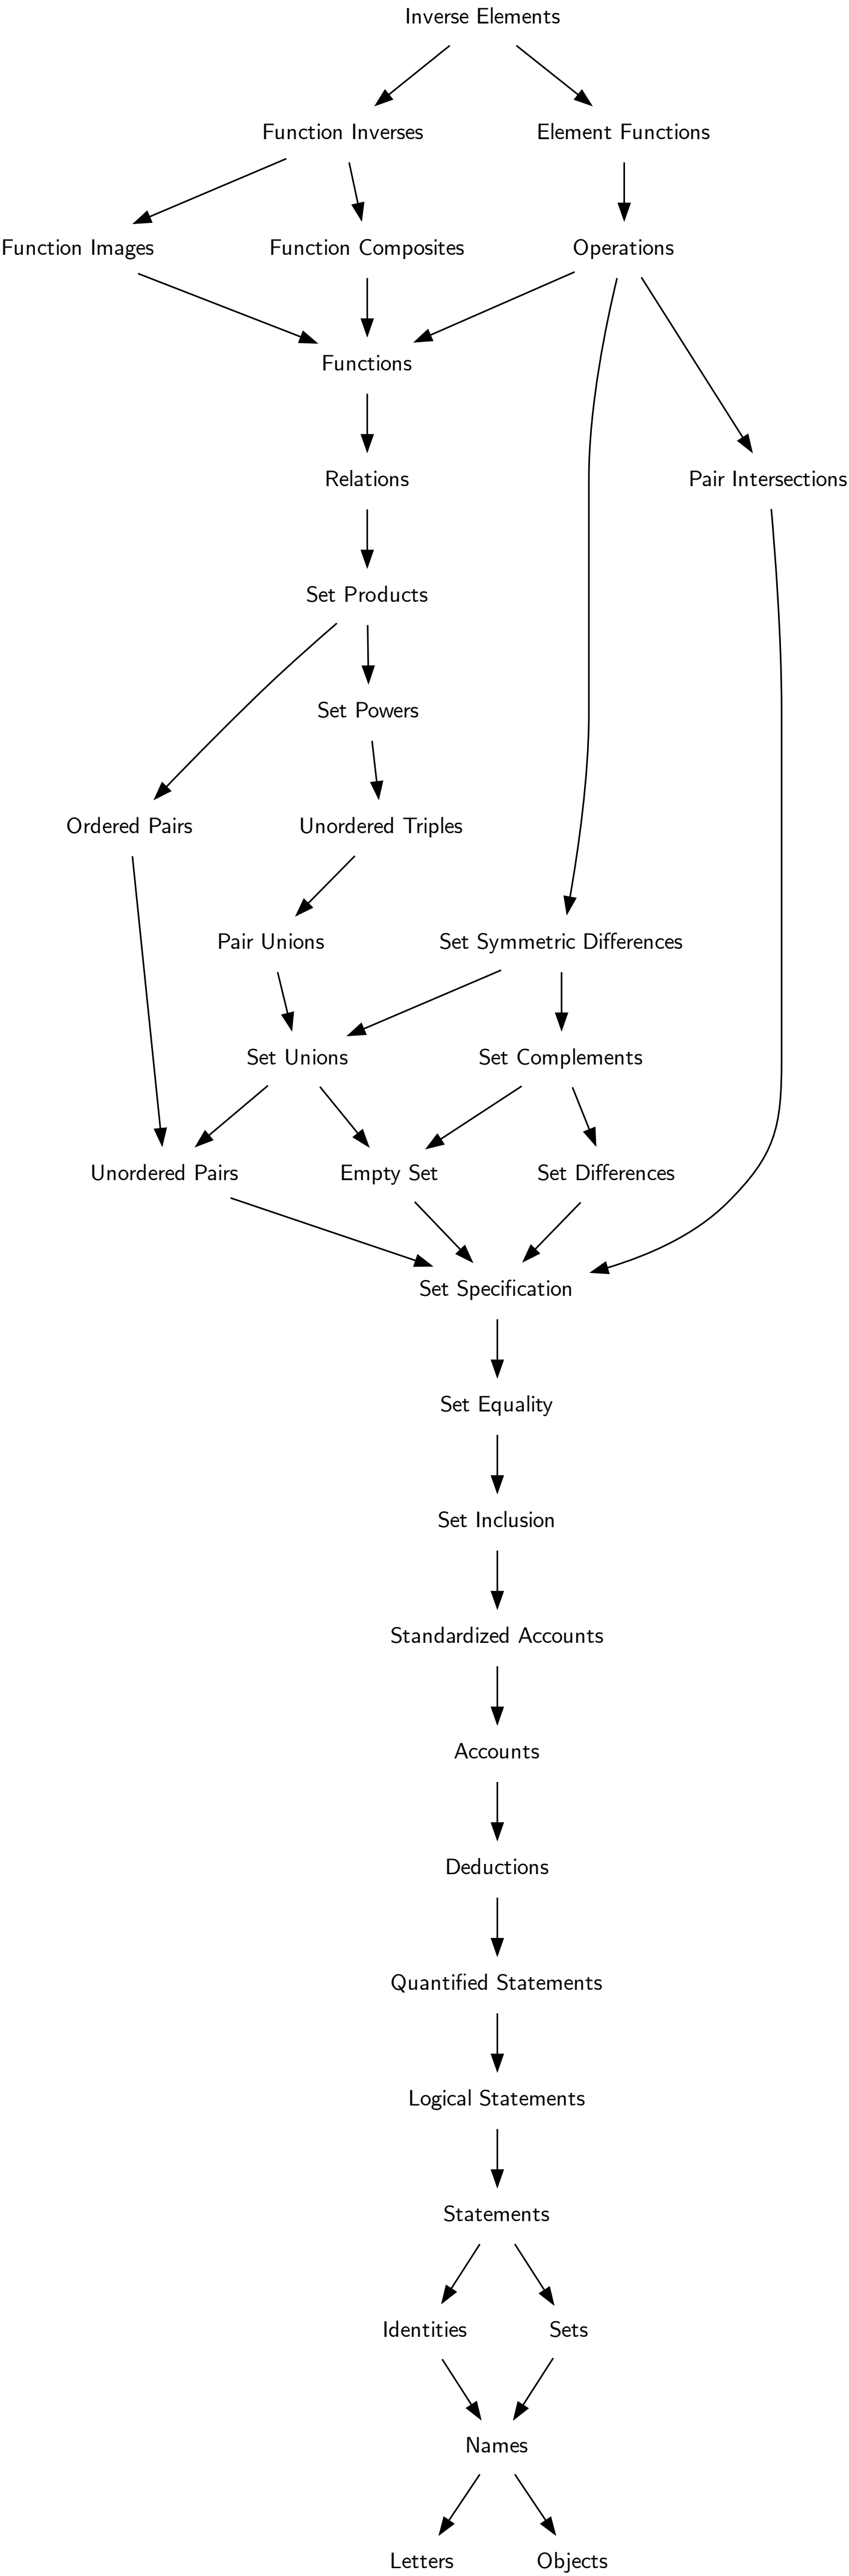 Inverse Elements
Function Inverses
Element Functions
Function Images
Function Composites
Operations
Functions
Relations
Pair Intersections
Set Products
Set Powers
Ordered Pairs
Unordered Triples
Pair Unions
Set Symmetric Differences
Set Unions
Set Complements
Unordered Pairs
Empty Set
Set Differences
Set Specification
Set Equality
Set Inclusion
Standardized Accounts
Accounts
Deductions
Quantified Statements
Logical Statements
Statements
Identities
Sets
Names
Letters
Objects